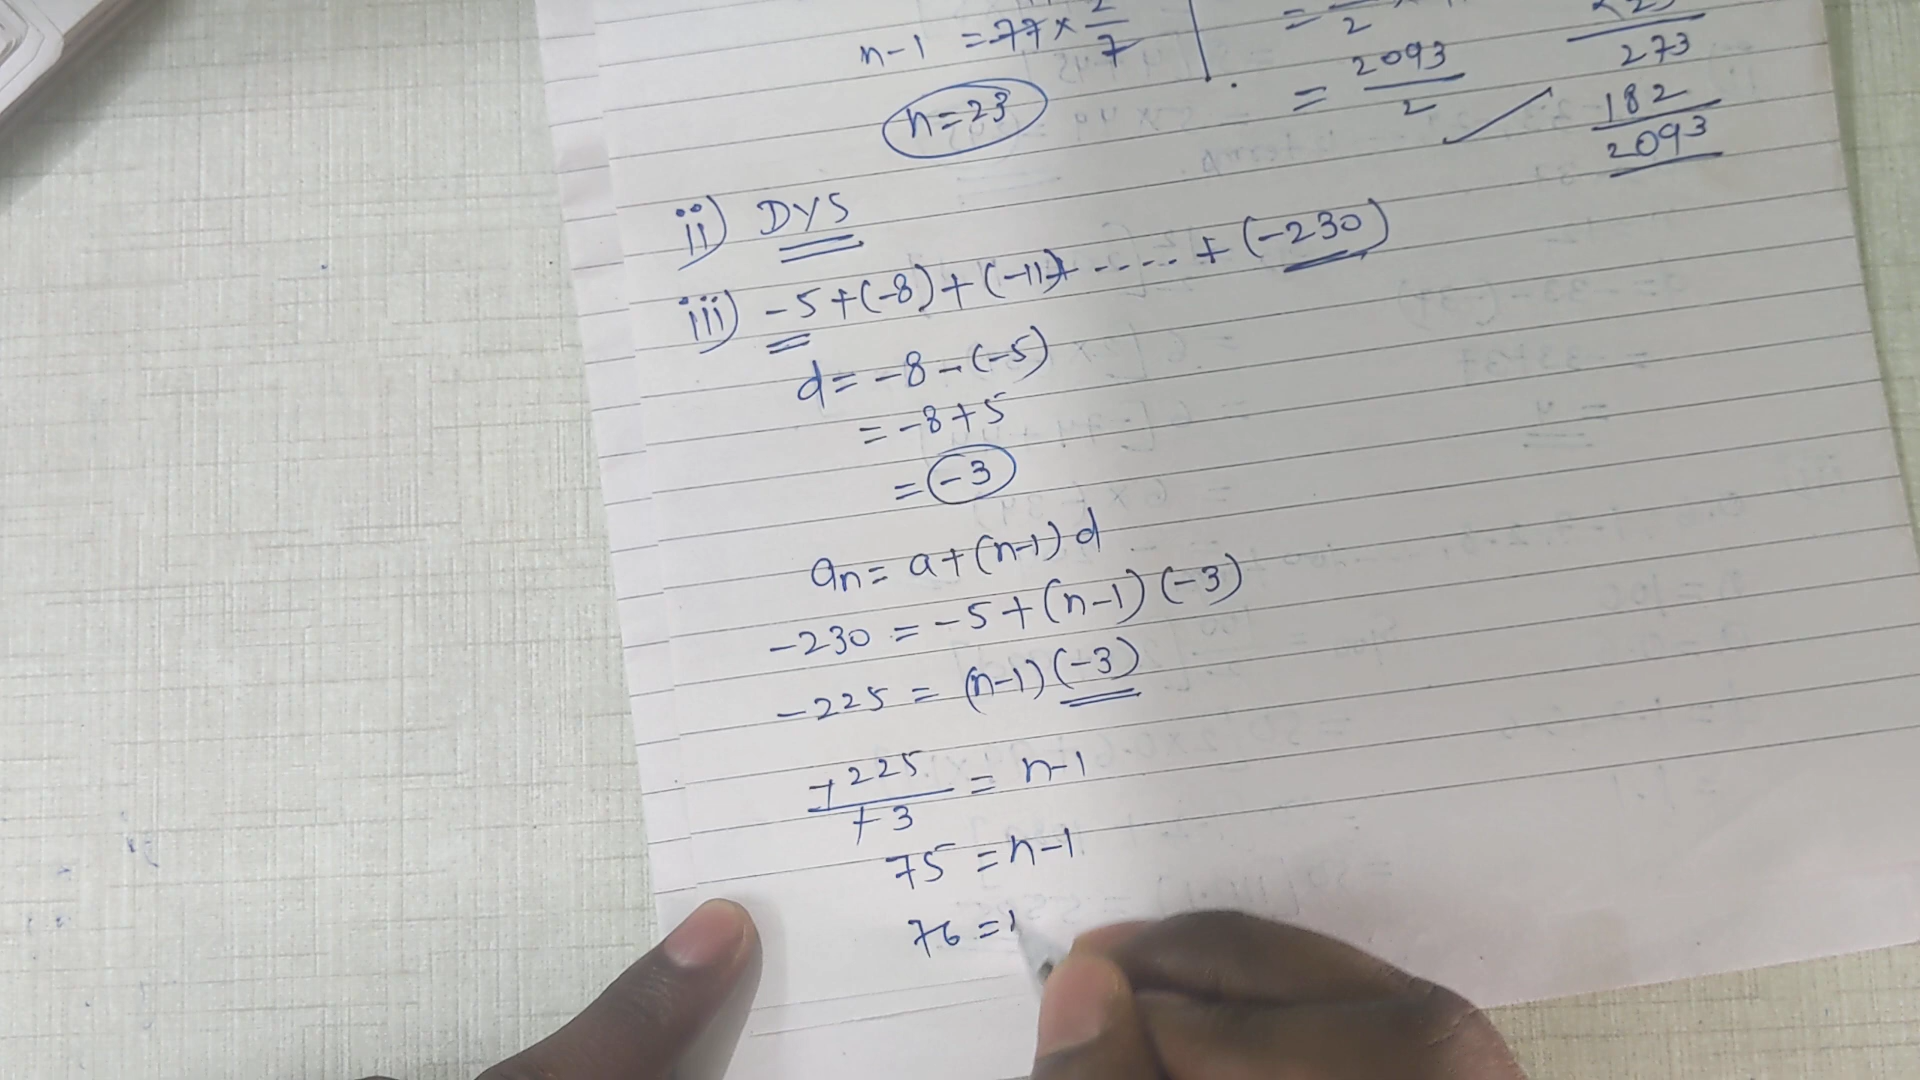 n-1 = 77 × 2/7
n=23
= 2093/2
273
182
2093
ii) DYS
iii) -5+(-8)+(-11)+ ----- + (-230)
d = -8-(-5)
= -8+5
= -3
an = a+(n-1)d
-230 = -5+(n-1)(-3)
-225 = (n-1)(-3)
+225/+3 = n-1
75 = n-1
76 =